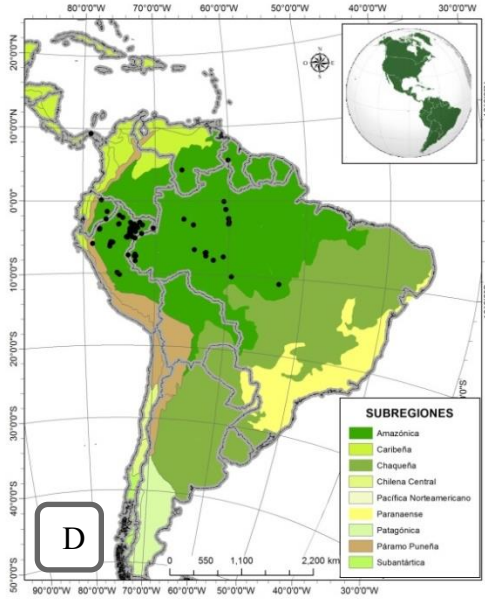 80°0'0"W 70°0'0"W 60°0'0"W 50°0'0"W 40°0'0"W 30°0'0"W
20°0'0"N
10°0'0"N
0°0'0"
10°0'0"S
20°0'0"S
30°0'0"S
40°0'0"S
50°0'0"S
SUBREGIONES
Amazónica
Caribeña
Chaqueña
Chilena Central
Pacífica Norteamericano
Paranaense
Patagónica
Páramo Puneña
Subantártica
D
0 550 1,100 2,200 km
90°0'0"W 80°0'0"W 70°0'0"W 60°0'0"W 50°0'0"W 40°0'0"W 30°0'0"W